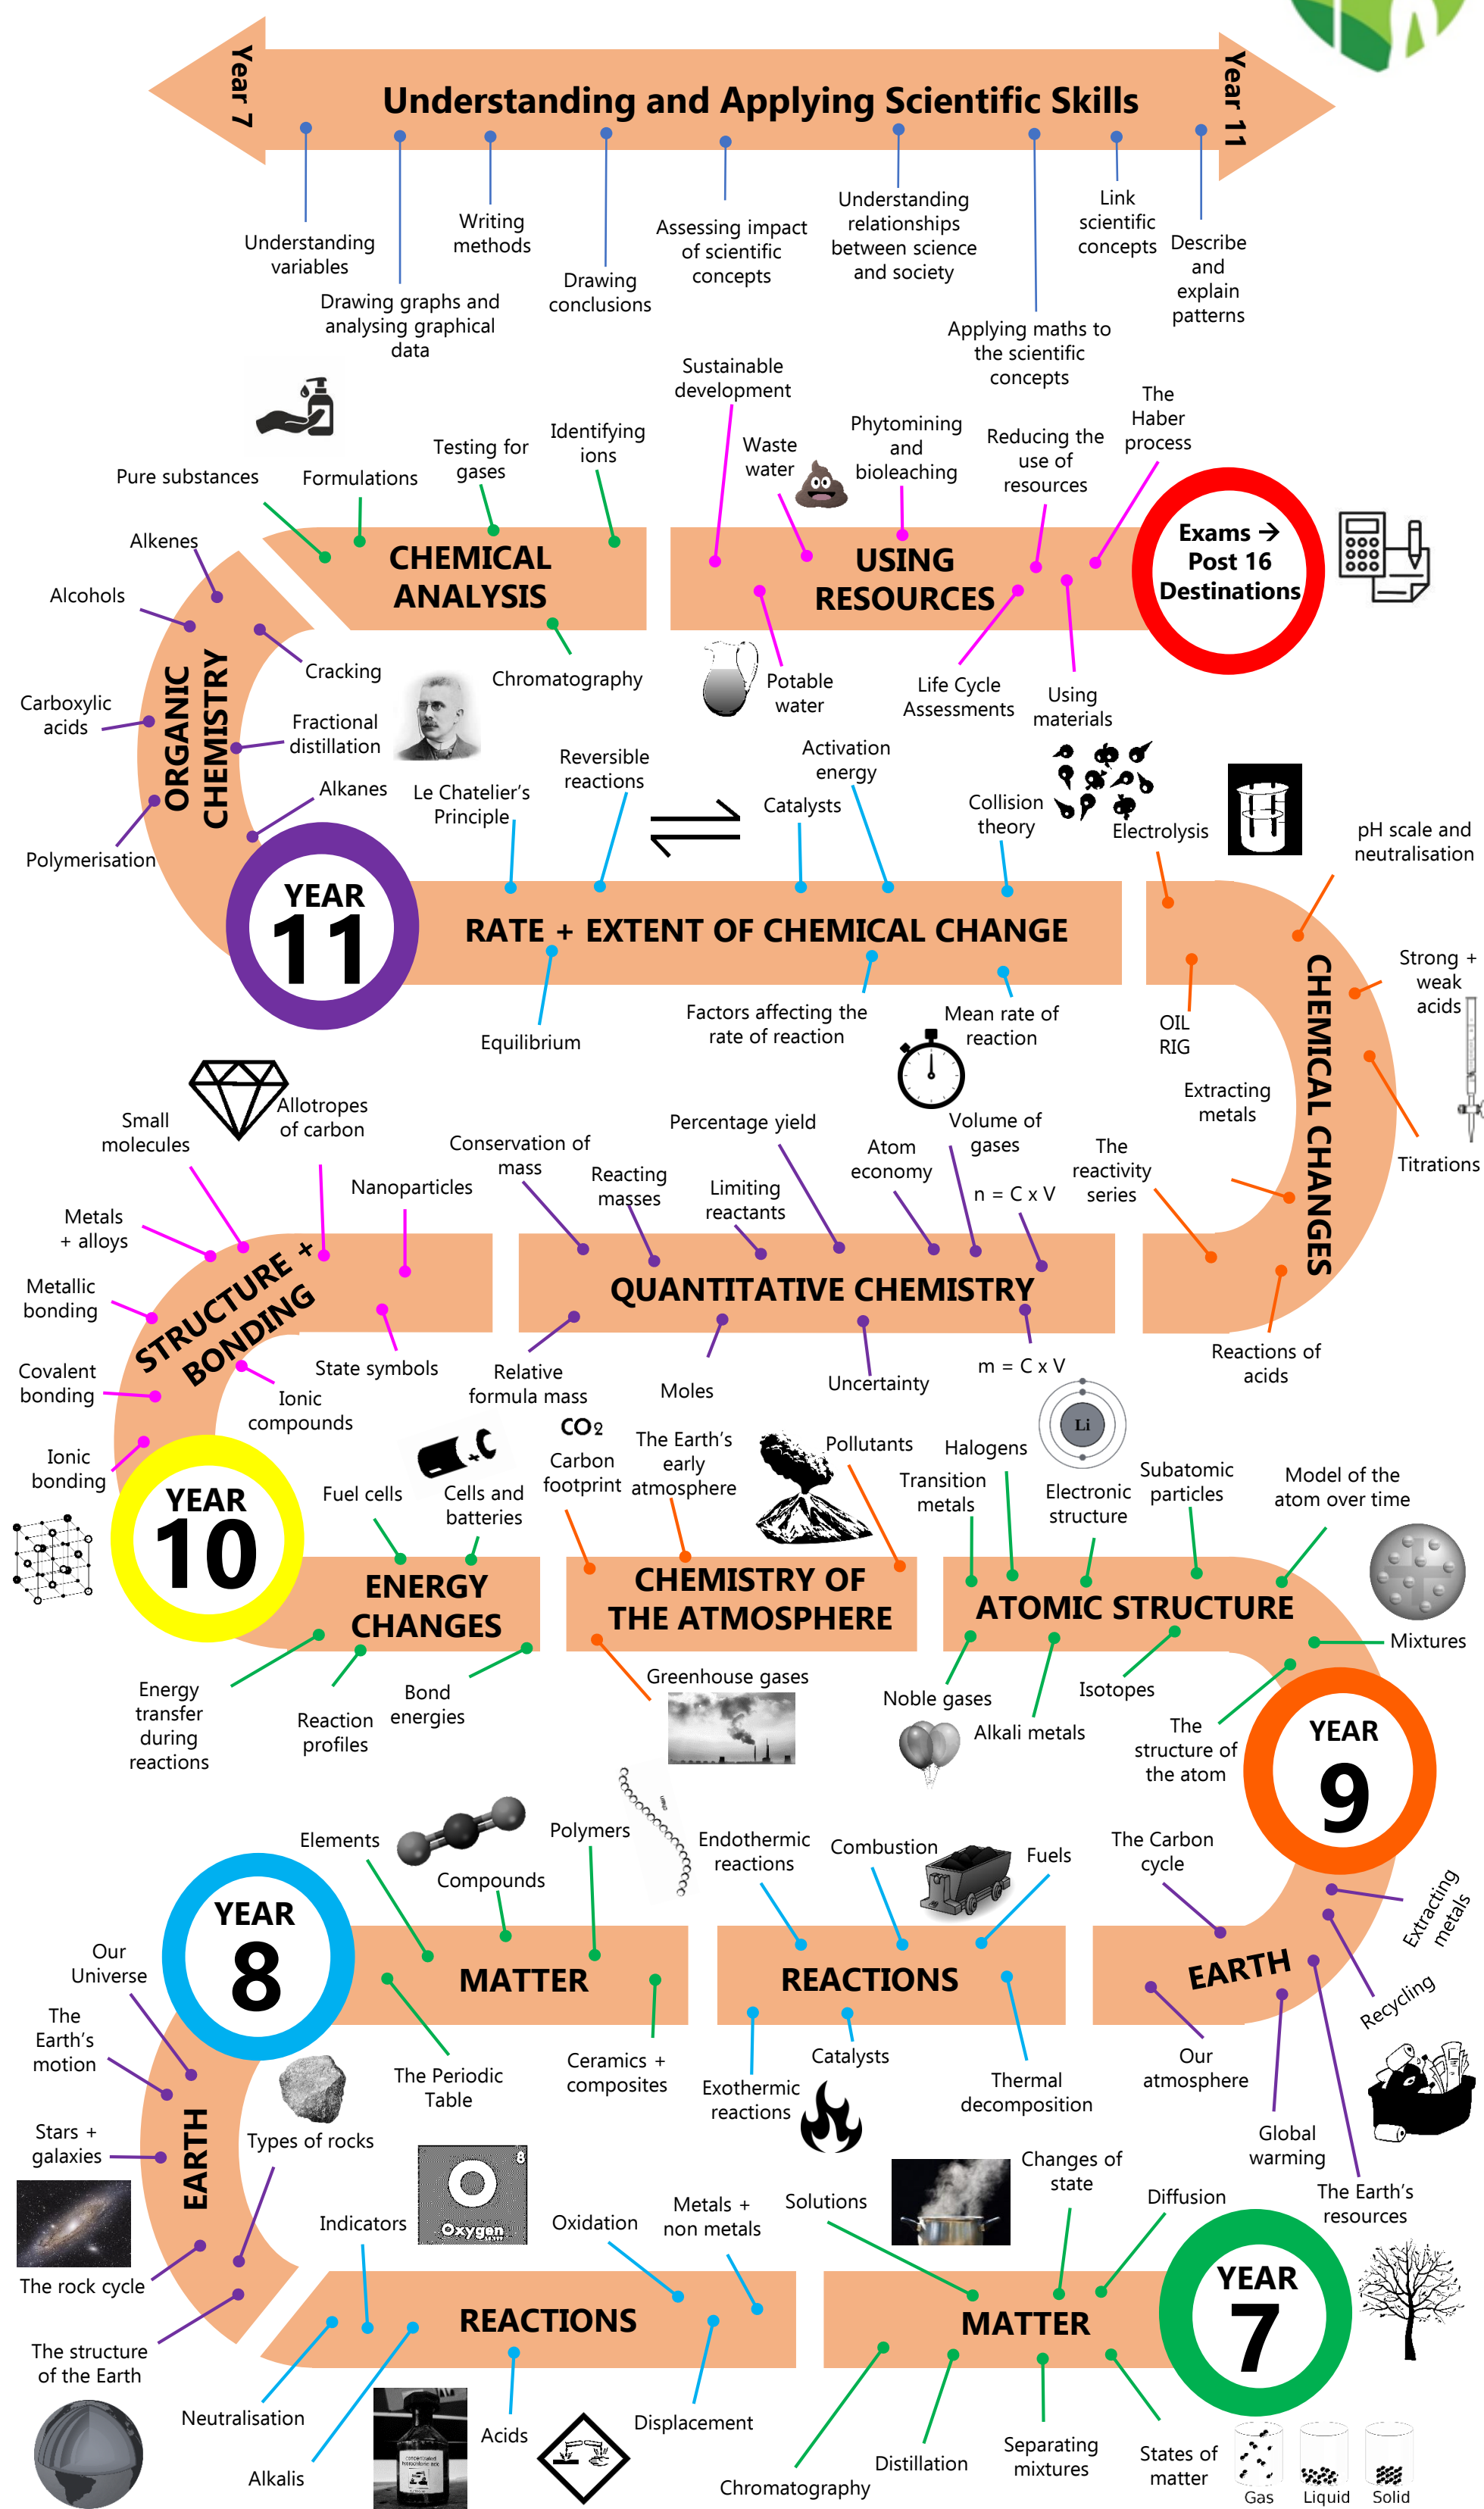 Year 7
Understanding and Applying Scientific Skills
Year 11
Understanding
variables
Drawing graphs and
analysing graphical
data
Writing
methods
Drawing
conclusions
Assessing impact
of scientific
concepts
Understanding
relationships
between science
and society
Applying maths to
the scientific
concepts
Link
scientific
concepts
Describe
and
explain
patterns
Pure substances
Formulations
Testing for
gases
Identifying
ions
Sustainable
development
Waste
water
Phytomining
and
bioleaching
Reducing the
use of
resources
The
Haber
process
CHEMICAL
ANALYSIS
USING
RESOURCES
Exams →
Post 16
Destinations
Chromatography
Potable
water
Life Cycle
Assessments
Using
materials
Alkenes
Alcohols
Carboxylic
acids
Polymerisation
ORGANIC
CHEMISTRY
Cracking
Fractional
distillation
Alkanes
YEAR
11
Le Chatelier's
Principle
Reversible
reactions
Catalysts
Activation
energy
Collision
theory
RATE + EXTENT OF CHEMICAL CHANGE
Equilibrium
Factors affecting the
rate of reaction
Mean rate of
reaction
Electrolysis
pH scale and
neutralisation
Strong +
weak
acids
OIL
RIG
Titrations
Extracting
metals
The
reactivity
series
Reactions of
acids
CHEMICAL CHANGES
Conservation of
mass
Reacting
masses
Limiting
reactants
Percentage yield
Atom
economy
Volume of
gases
n = C x V
QUANTITATIVE CHEMISTRY
Relative
formula mass
Moles
Uncertainty
m = C x V
Small
molecules
Allotropes
of carbon
Nanoparticles
Metals
+ alloys
Metallic
bonding
Covalent
bonding
Ionic
bonding
STRUCTURE +
BONDING
State symbols
Ionic
compounds
YEAR
10
Fuel cells
Cells and
batteries
ENERGY
CHANGES
Energy
transfer
during
reactions
Reaction
profiles
Bond
energies
CO2
Carbon
footprint
The Earth's
early
atmosphere
Pollutants
CHEMISTRY OF
THE ATMOSPHERE
Greenhouse gases
Li
Halogens
Transition
metals
Electronic
structure
Subatomic
particles
Model of the
atom over time
ATOMIC STRUCTURE
Mixtures
Noble gases
Alkali metals
Isotopes
The
structure of
the atom
YEAR
9
The Carbon
cycle
Extracting
metals
Recycling
EARTH
Our
atmosphere
Global
warming
The Earth's
resources
Endothermic
reactions
Combustion
Fuels
REACTIONS
Exothermic
reactions
Catalysts
Thermal
decomposition
Elements
Compounds
Polymers
MATTER
The Periodic
Table
Ceramics +
composites
YEAR
8
Our
Universe
The
Earth's
motion
Stars +
galaxies
EARTH
Types of rocks
The rock cycle
The structure
of the Earth
Indicators
8
O
Oxygen
Oxidation
Metals +
non metals
REACTIONS
Neutralisation
Alkalis
Acids
Displacement
Solutions
Changes of
state
Diffusion
MATTER
Chromatography
Distillation
Separating
mixtures
States of
matter
YEAR
7
Gas
Liquid
Solid